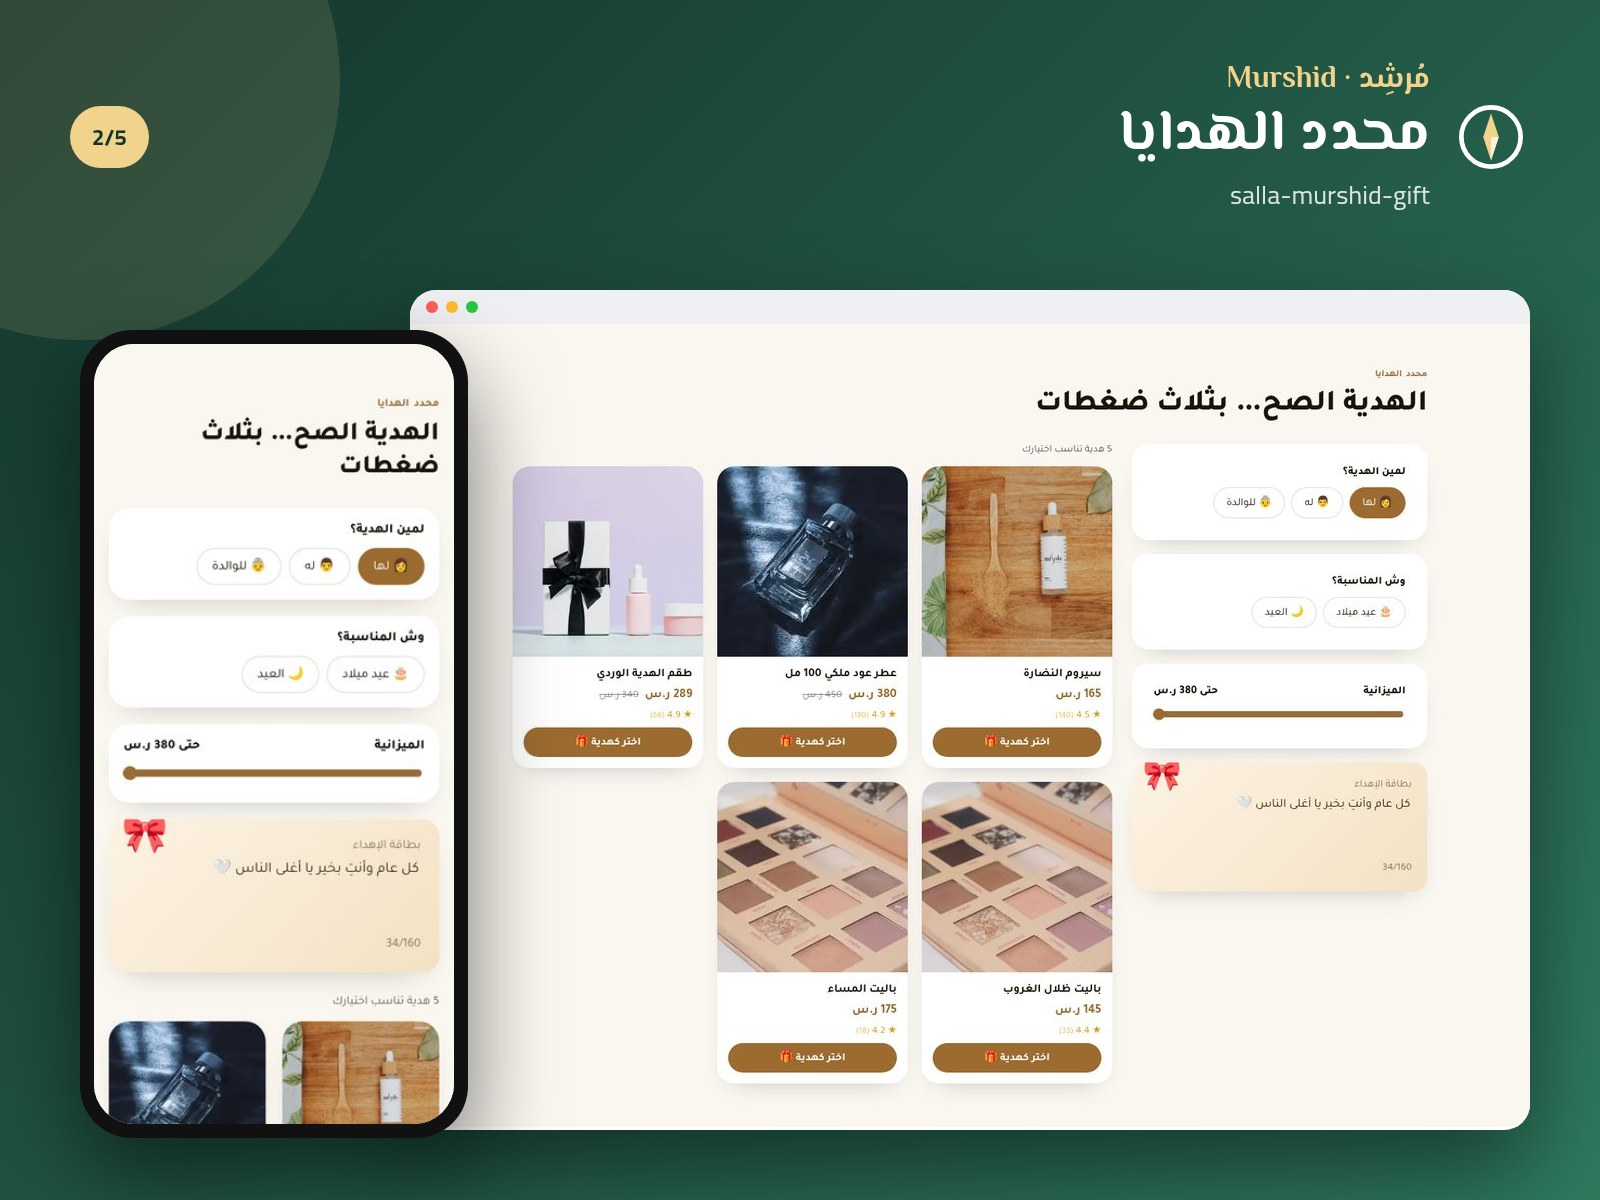 مُرشِد · Murshid
محدد الهدايا
salla-murshid-gift
2/5
محدد الهدايا
الهدية الصح... بثلاث ضغطات
لمين الهدية؟
👩 لها
👨 له
👵 للوالدة
وش المناسبة؟
🎂 عيد ميلاد
🌙 العيد
الميزانية
حتى 380 ر.س
بطاقة الإهداء
كل عام وأنتِ بخير يا أغلى الناس 🤍
34/160
5 هدية تناسب اختيارك
سيروم النضارة
165 ر.س
★ 4.5 (140)
اختر كهدية 🎁
عطر عود ملكي 100 مل
380 ر.س 450 ر.س
★ 4.9 (180)
اختر كهدية 🎁
طقم الهدية الوردي
289 ر.س 340 ر.س
★ 4.9 (66)
اختر كهدية 🎁
باليت ظلال الغروب
145 ر.س
★ 4.4 (33)
اختر كهدية 🎁
باليت المساء
175 ر.س
★ 4.2 (18)
اختر كهدية 🎁
محدد الهدايا
الهدية الصح... بثلاث
ضغطات
لمين الهدية؟
👩 لها
👨 له
👵 للوالدة
وش المناسبة؟
🎂 عيد ميلاد
🌙 العيد
الميزانية
حتى 380 ر.س
بطاقة الإهداء
كل عام وأنتِ بخير يا أغلى الناس 🤍
34/160
5 هدية تناسب اختيارك